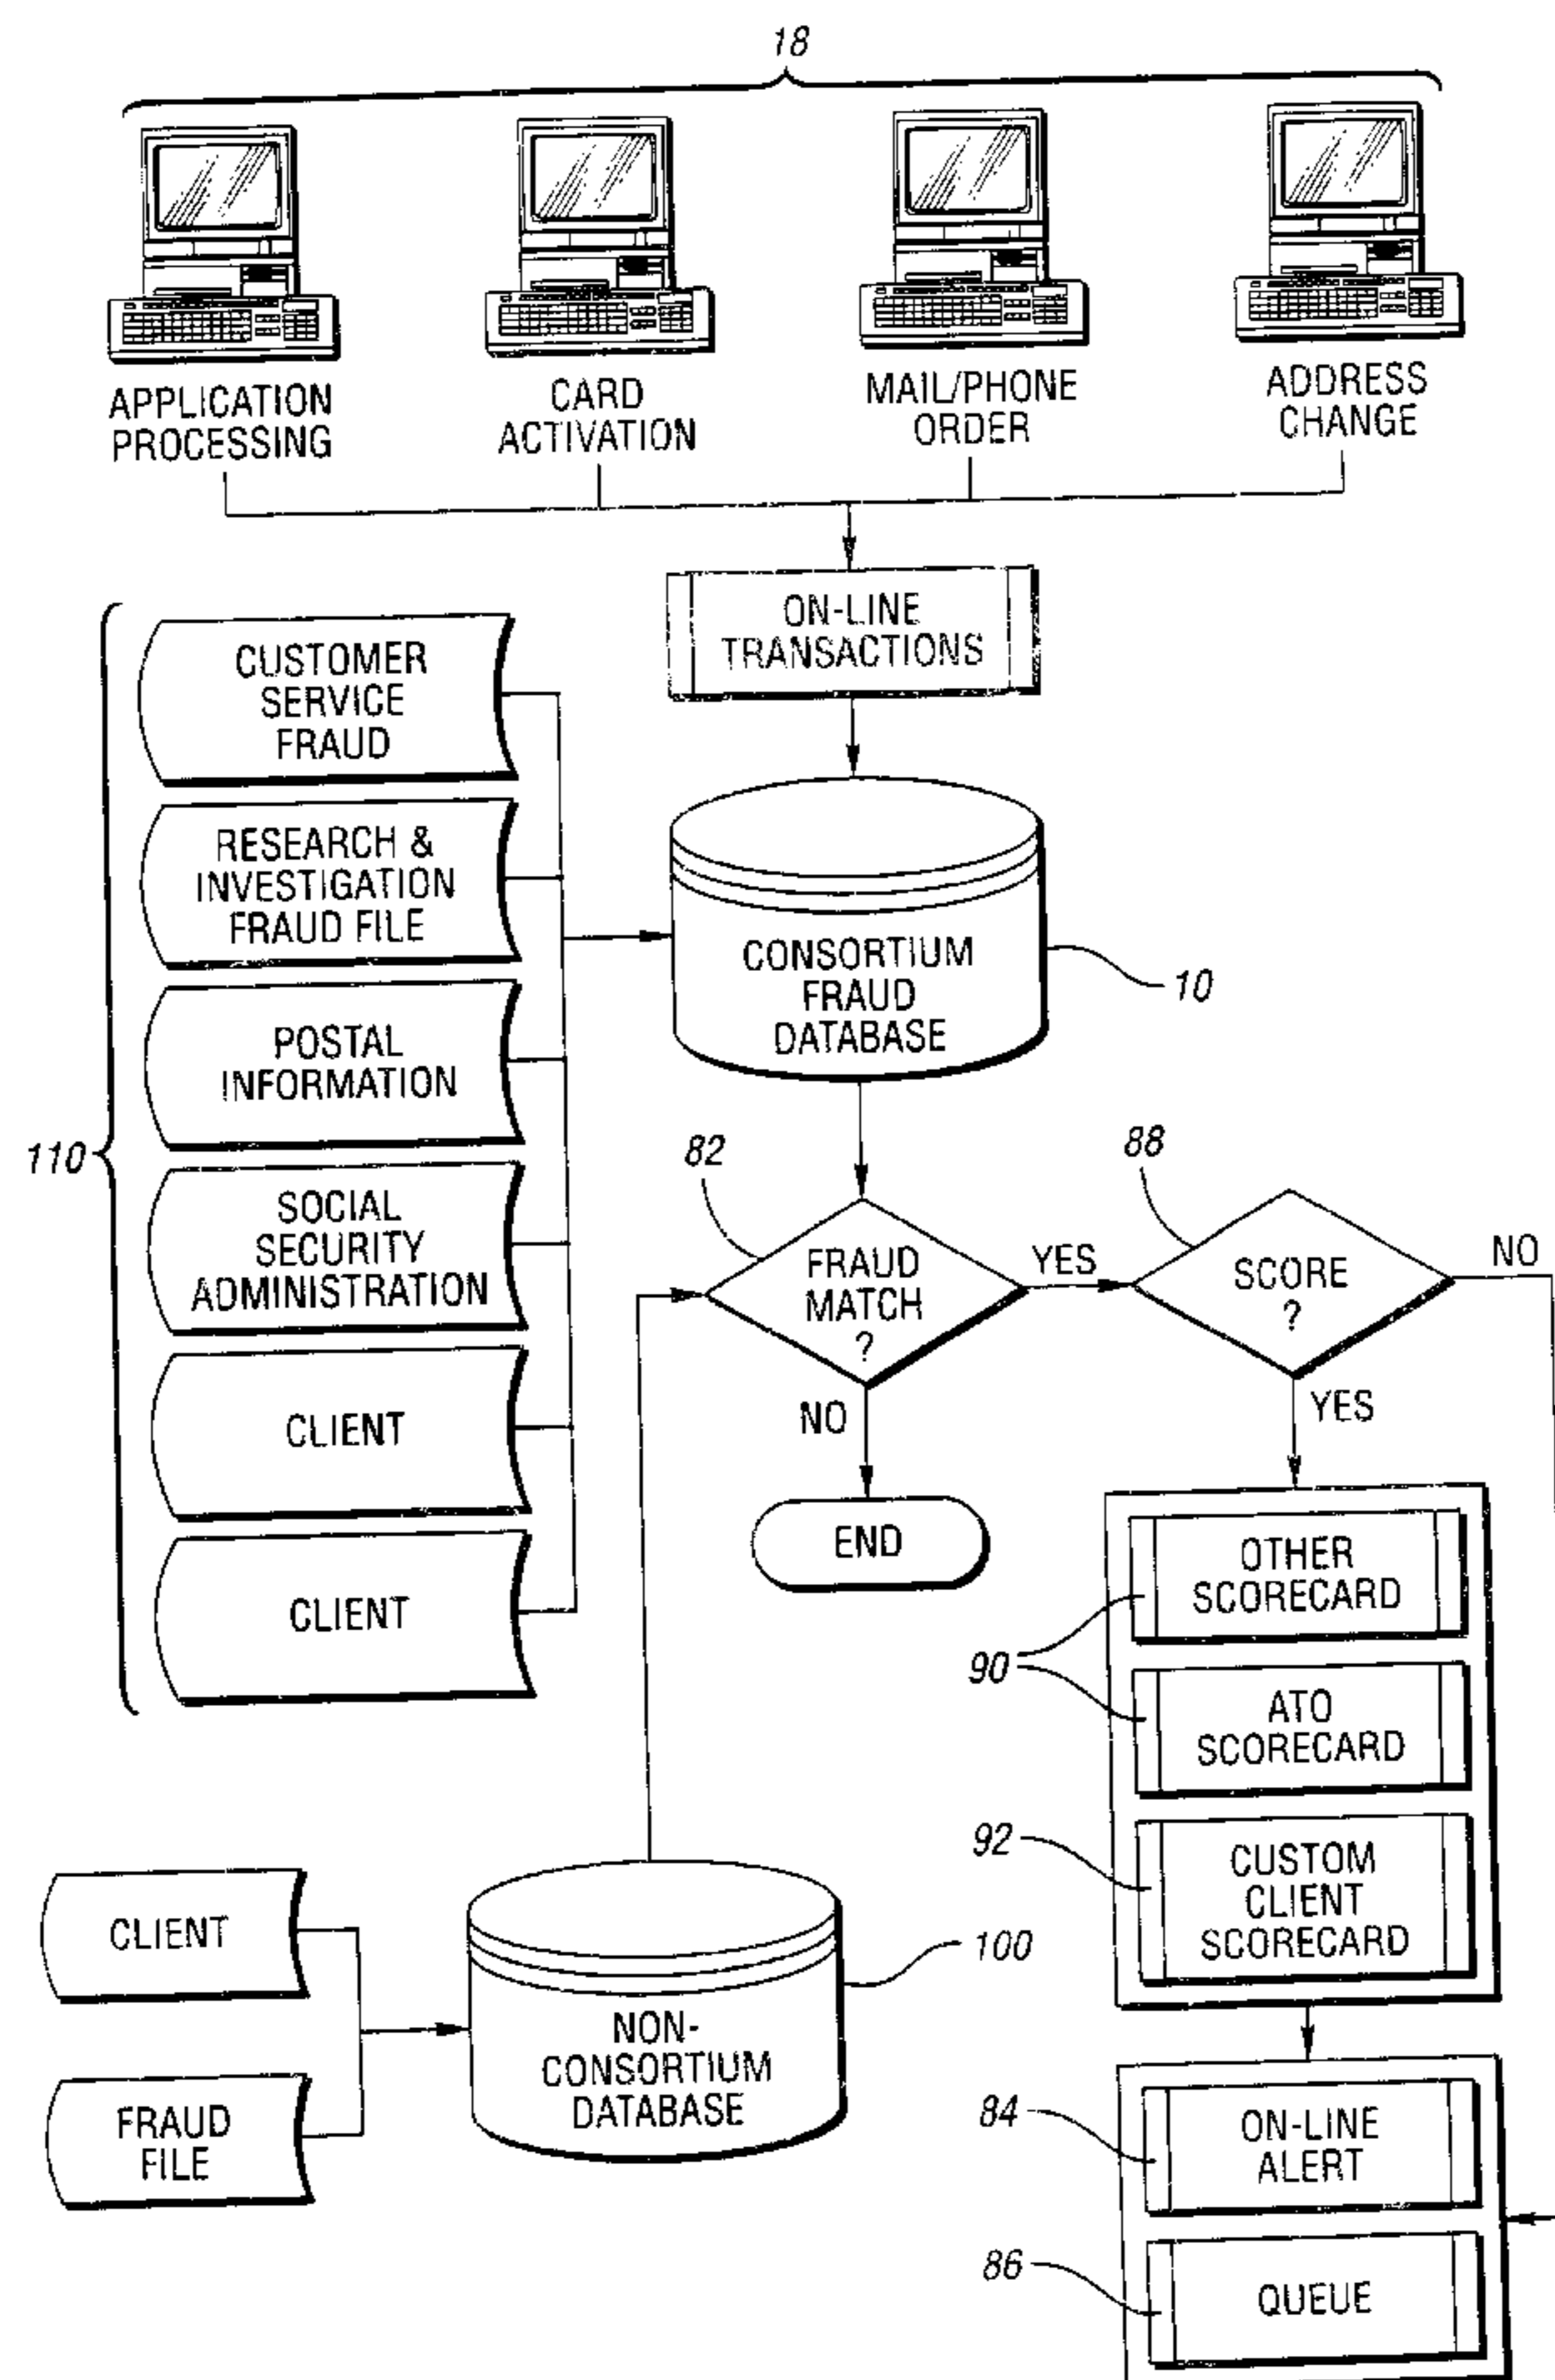 18
APPLICATION
PROCESSING
CARD
ACTIVATION
MAIL/PHONE
ORDER
ADDRESS
CHANGE
ON-LINE
TRANSACTIONS
110
CUSTOMER
SERVICE
FRAUD
RESEARCH &
INVESTIGATION
FRAUD FILE
POSTAL
INFORMATION
SOCIAL
SECURITY
ADMINISTRATION
CLIENT
CLIENT
CONSORTIUM
FRAUD
DATABASE
10
82
FRAUD
MATCH
?
YES
NO
END
88
SCORE
?
NO
YES
90
OTHER
SCORECARD
ATO
SCORECARD
92
CUSTOM
CLIENT
SCORECARD
CLIENT
FRAUD
FILE
NON-
CONSORTIUM
DATABASE
100
84
ON-LINE
ALERT
86
QUEUE